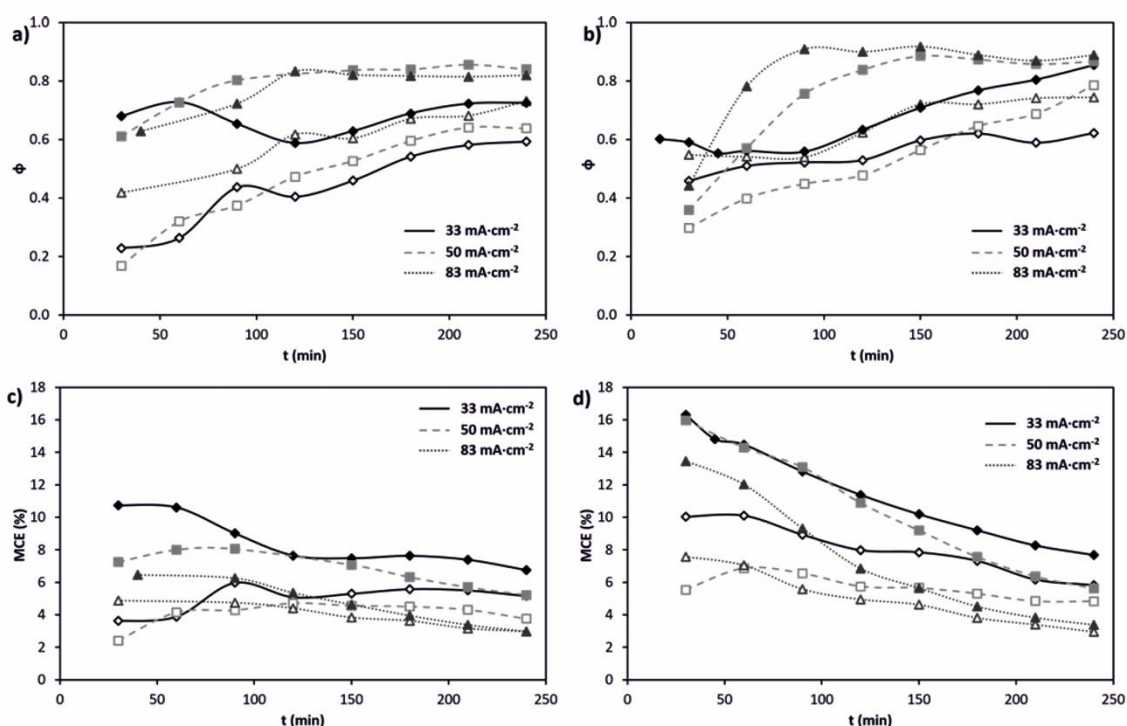 a)
1.0
0.8
0.6
0.4
0.2
0.0
ϕ
0 50 100 150 200 250
t (min)
33 mA·cm⁻²
50 mA·cm⁻²
83 mA·cm⁻²
b)
1.0
0.8
0.6
0.4
0.2
0.0
ϕ
0 50 100 150 200 250
t (min)
33 mA·cm⁻²
50 mA·cm⁻²
83 mA·cm⁻²
c)
18
16
14
12
10
8
6
4
2
0
MCE (%)
0 50 100 150 200 250
t (min)
33 mA·cm⁻²
50 mA·cm⁻²
83 mA·cm⁻²
d)
18
16
14
12
10
8
6
4
2
0
MCE (%)
0 50 100 150 200 250
t (min)
33 mA·cm⁻²
50 mA·cm⁻²
83 mA·cm⁻²